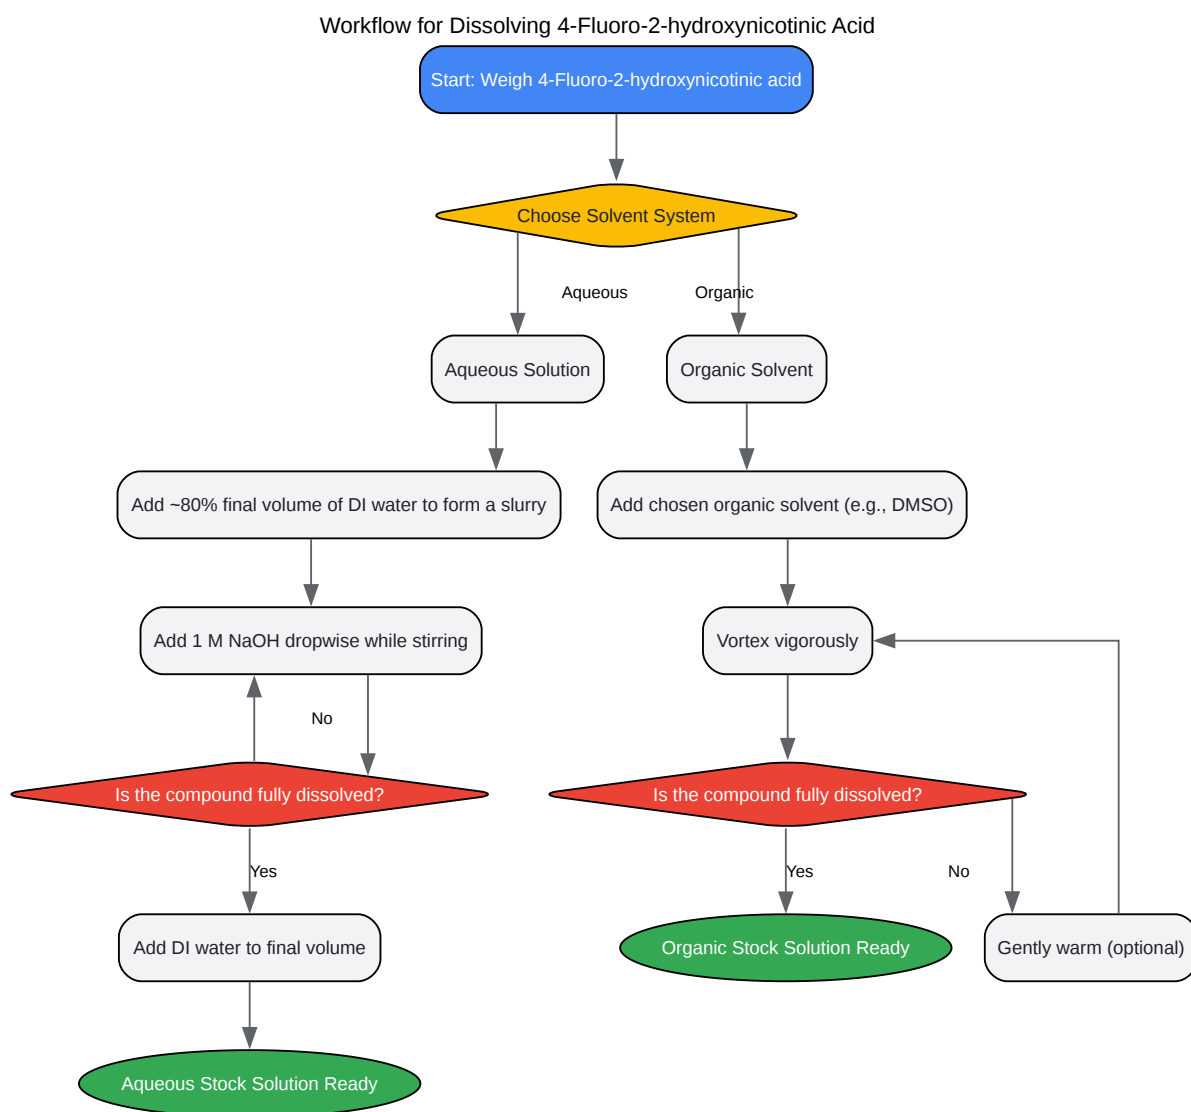 Workflow for Dissolving 4-Fluoro-2-hydroxynicotinic Acid
Start: Weigh 4-Fluoro-2-hydroxynicotinic acid
Choose Solvent System
Aqueous
Organic
Aqueous Solution
Organic Solvent
Add ~80% final volume of DI water to form a slurry
Add chosen organic solvent (e.g., DMSO)
Add 1 M NaOH dropwise while stirring
Vortex vigorously
No
Is the compound fully dissolved?
Is the compound fully dissolved?
Yes
Yes
No
Add DI water to final volume
Organic Stock Solution Ready
Gently warm (optional)
Aqueous Stock Solution Ready